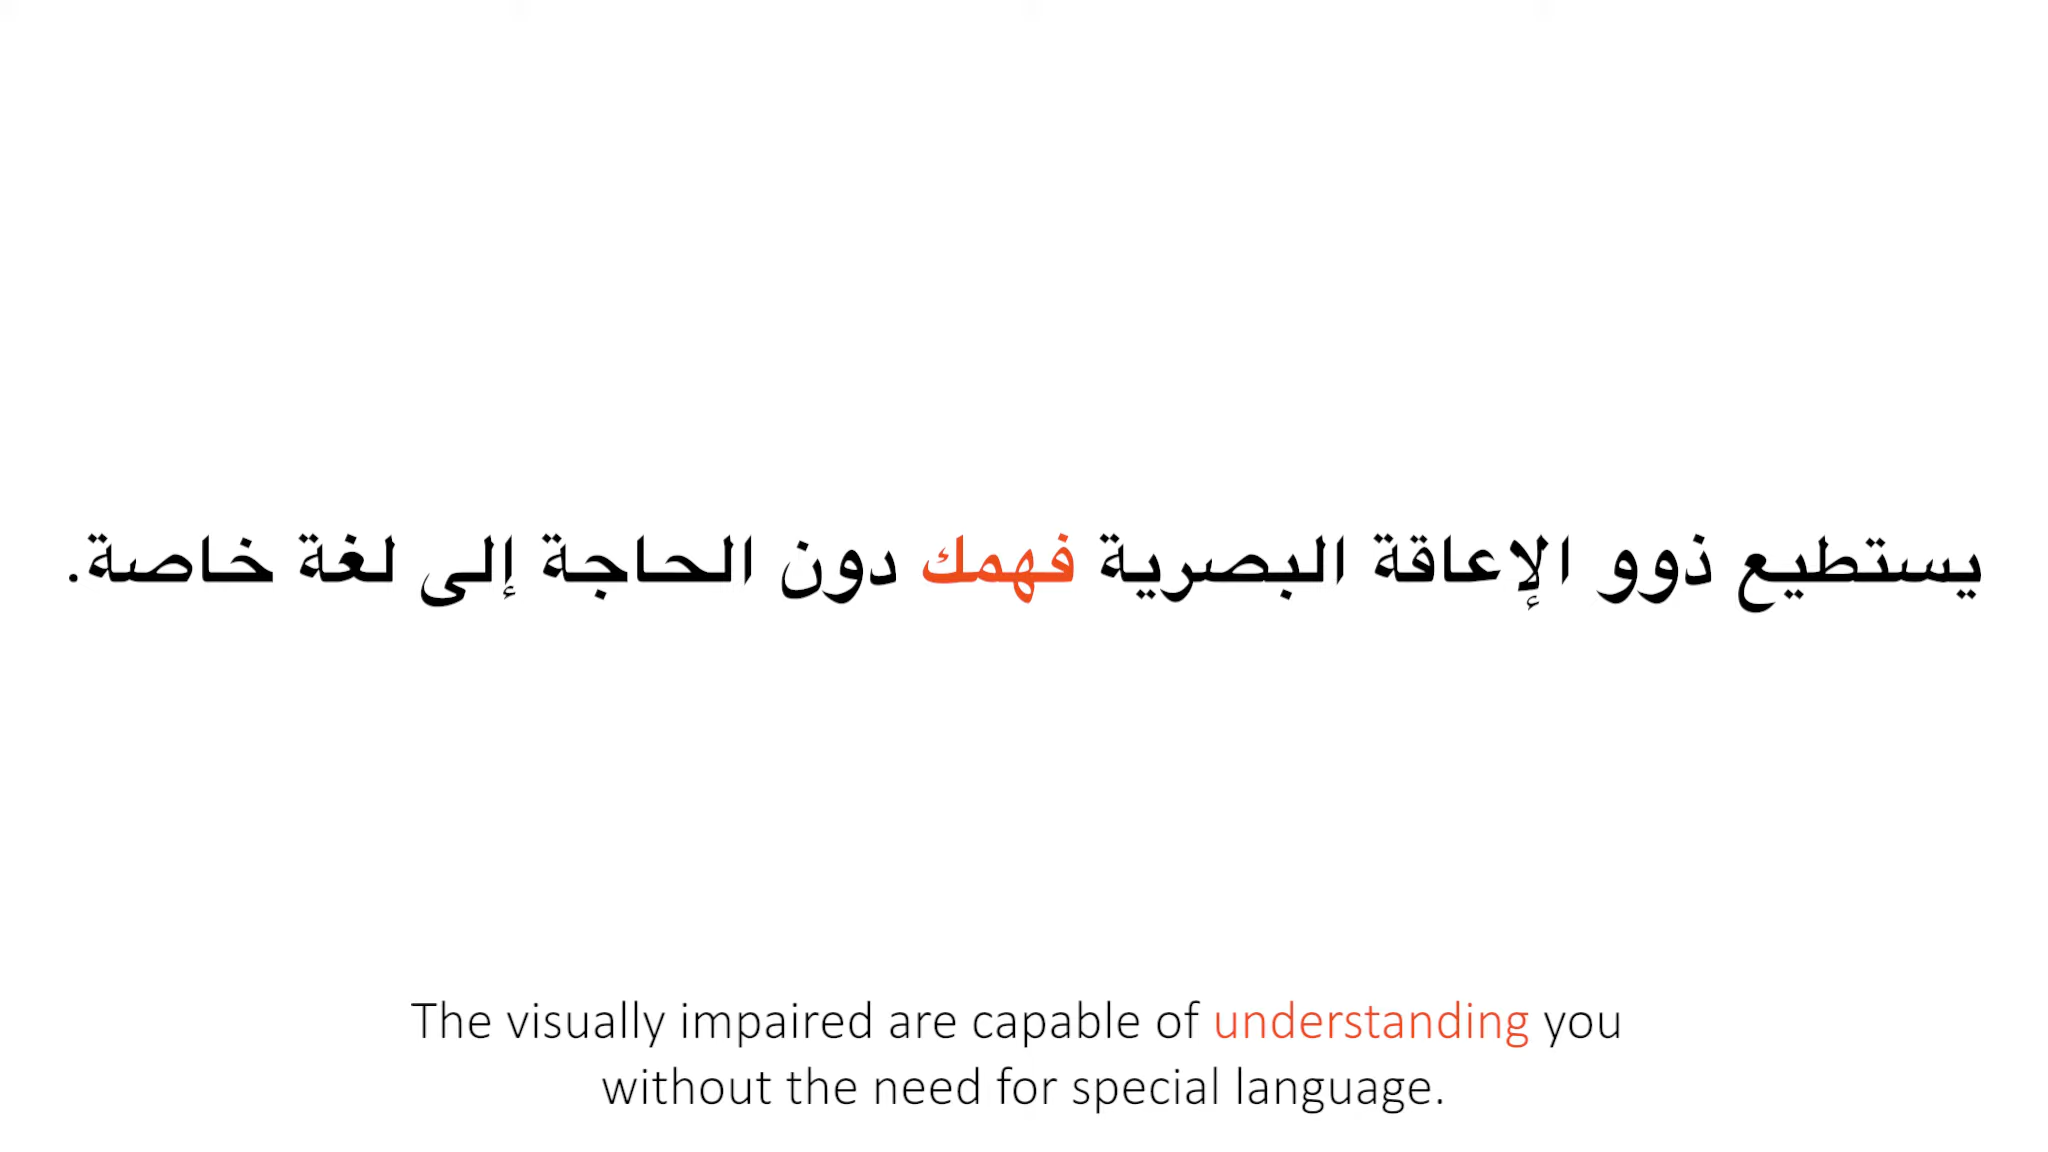 يستطيع ذوو الإعاقة البصرية فهمك دون الحاجة إلى لغة خاصة.
The visually impaired are capable of understanding you
without the need for special language.